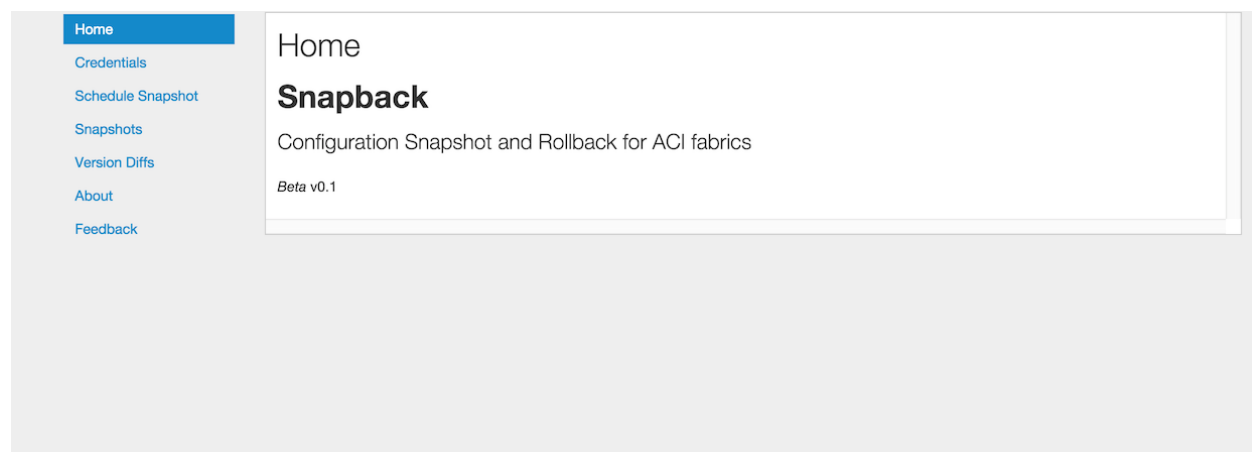 Home
Credentials
Schedule Snapshot
Snapshots
Version Diffs
About
Feedback
Home
Snapback
Configuration Snapshot and Rollback for ACI fabrics
Beta v0.1